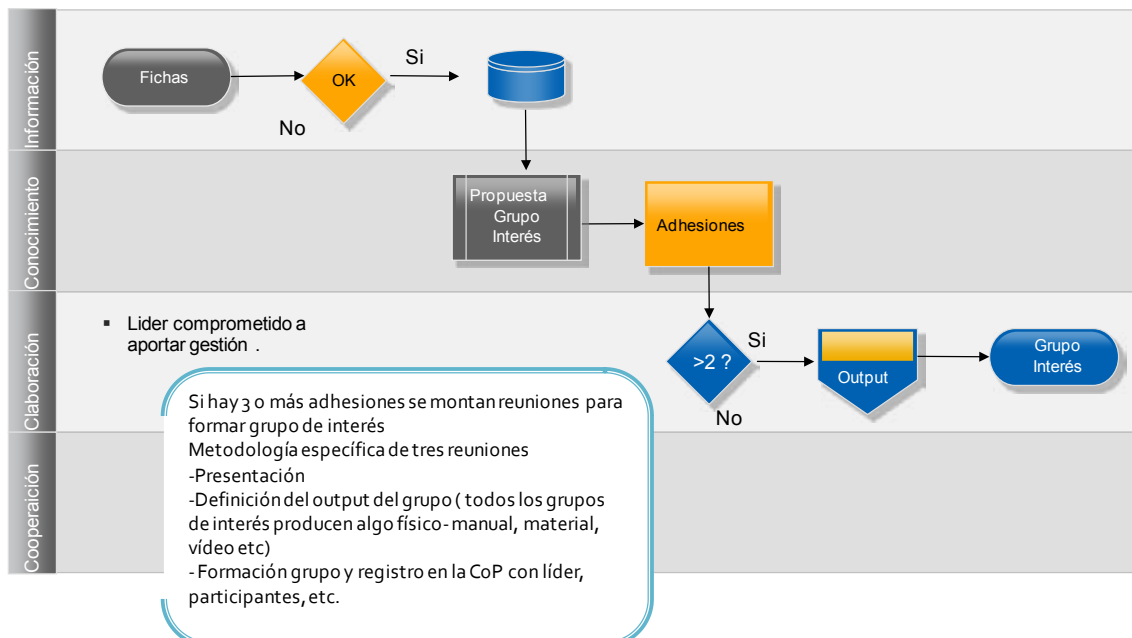 Información
Fichas
OK
Si
No
Conocimiento
Propuesta
Grupo
Interés
Adhesiones
Claboración
▪ Lider comprometido a
aportar gestión .
>2 ?
Si
No
Output
Grupo
Interés
Cooperaición
Si hay 3 o más adhesiones se montan reuniones para
formar grupo de interés
Metodología específica de tres reuniones
-Presentación
-Definición del output del grupo ( todos los grupos
de interés producen algo físico- manual, material,
vídeo etc)
- Formación grupo y registro en la CoP con líder,
participantes, etc.